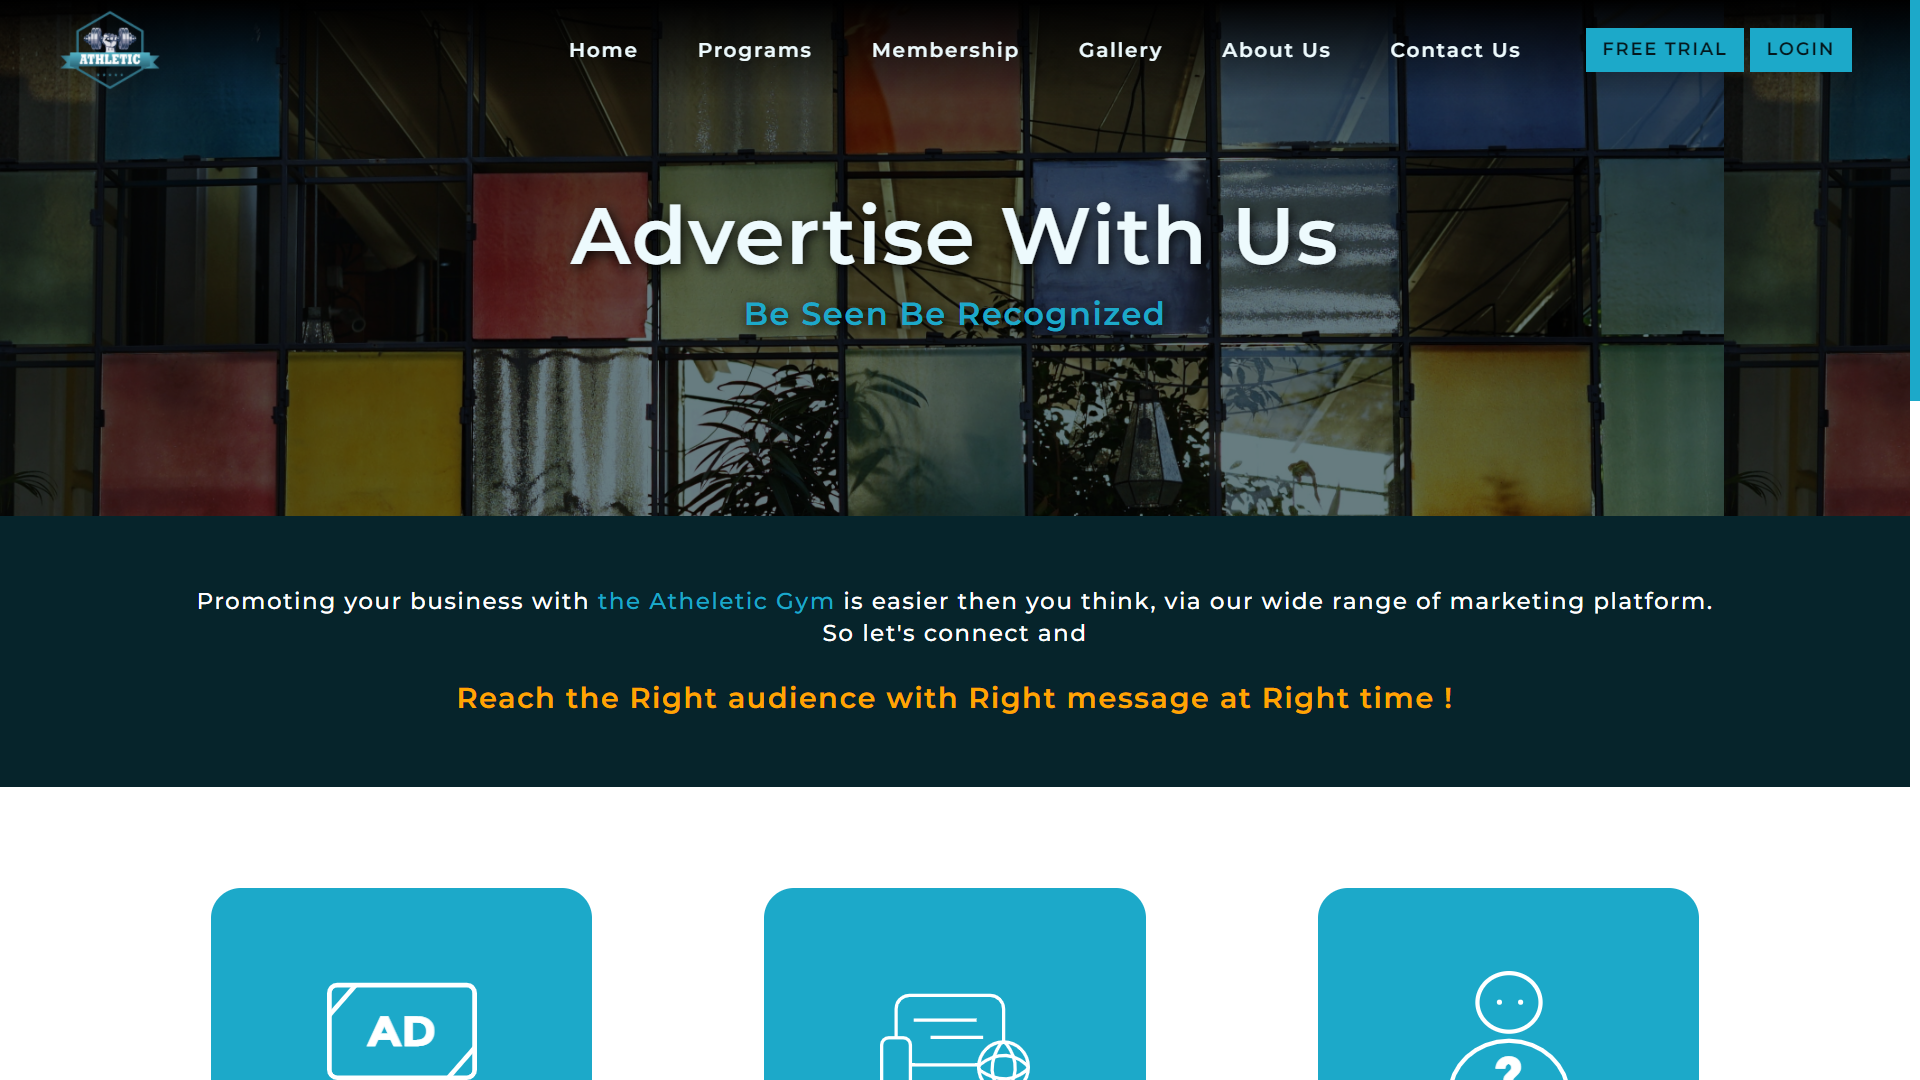 ATHLETIC
Home Programs Membership Gallery About Us Contact Us FREE TRIAL LOGIN
Advertise With Us
Be Seen Be Recognized
Promoting your business with the Atheletic Gym is easier then you think, via our wide range of marketing platform.
So let's connect and
Reach the Right audience with Right message at Right time !
AD
?